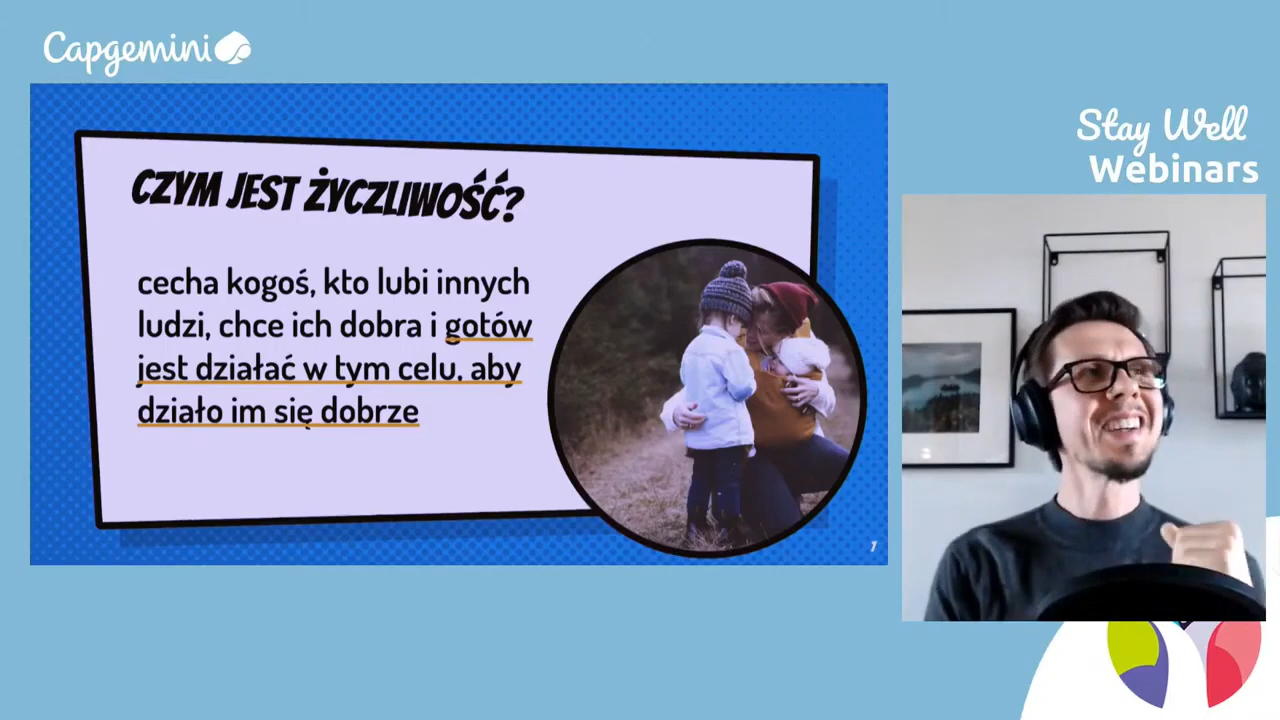 Capgemini
Stay Well
Webinars
CZYM JEST ŻYCZLIWOŚĆ?
cecha kogoś, kto lubi innych
ludzi, chce ich dobra i gotów
jest działać w tym celu, aby
działo im się dobrze
1